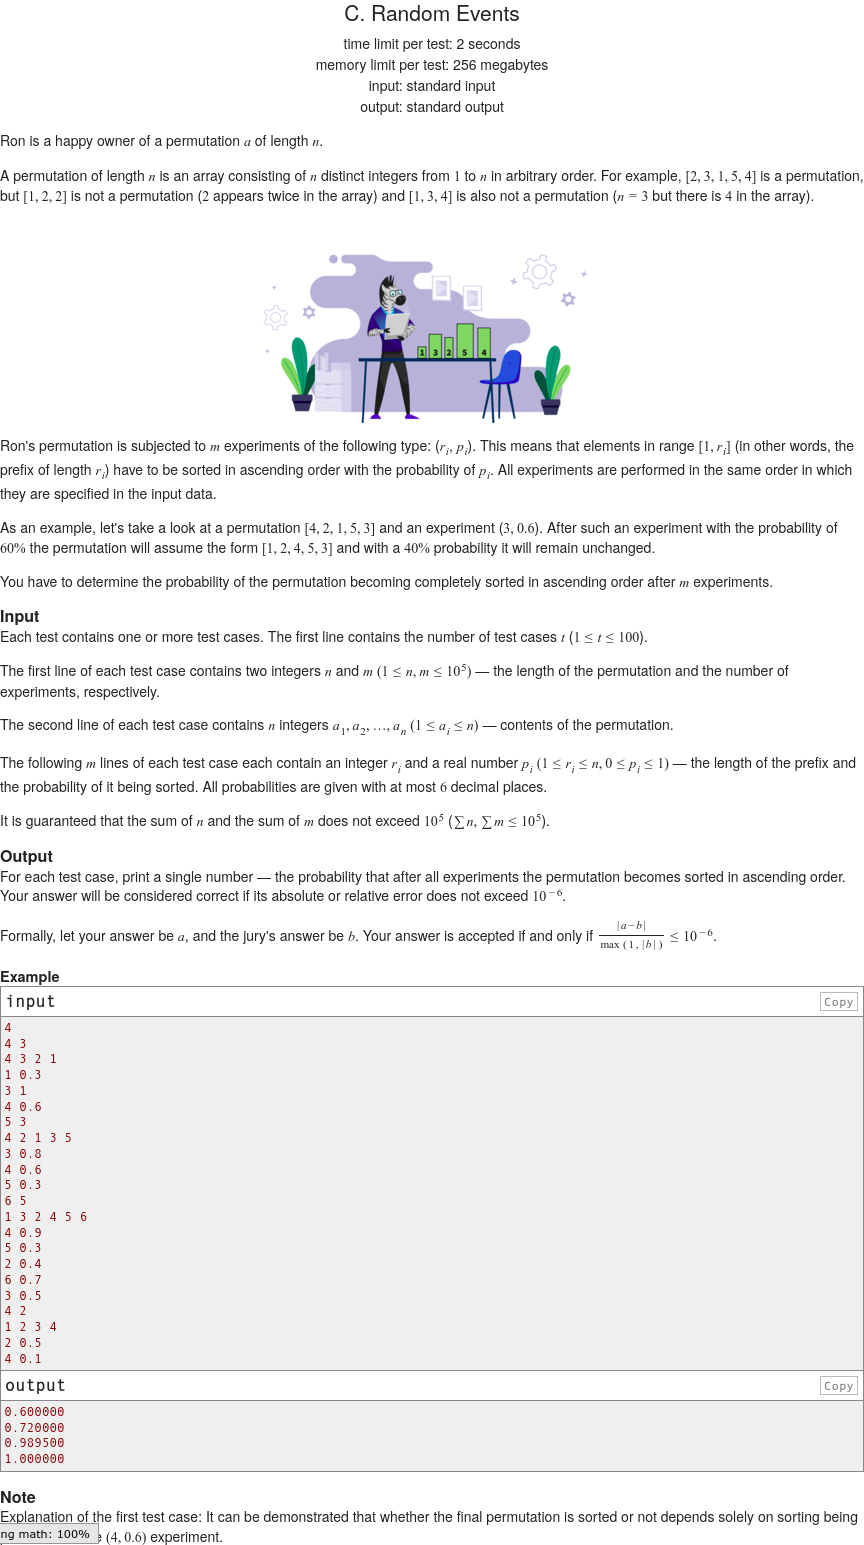 C. Random Events
time limit per test: 2 seconds
memory limit per test: 256 megabytes
input: standard input
output: standard output
Ron is a happy owner of a permutation a of length n.
A permutation of length n is an array consisting of n distinct integers from 1 to n in arbitrary order. For example, [2, 3, 1, 5, 4] is a permutation,
but [1, 2, 2] is not a permutation (2 appears twice in the array) and [1, 3, 4] is also not a permutation (n = 3 but there is 4 in the array).
1 3 2 5 4
Ron's permutation is subjected to m experiments of the following type: (r_i, p_i). This means that elements in range [1, r_i] (in other words, the
prefix of length r_i) have to be sorted in ascending order with the probability of p_i. All experiments are performed in the same order in which
they are specified in the input data.
As an example, let's take a look at a permutation [4, 2, 1, 5, 3] and an experiment (3, 0.6). After such an experiment with the probability of
60% the permutation will assume the form [1, 2, 4, 5, 3] and with a 40% probability it will remain unchanged.
You have to determine the probability of the permutation becoming completely sorted in ascending order after m experiments.
Input
Each test contains one or more test cases. The first line contains the number of test cases t (1 ≤ t ≤ 100).
The first line of each test case contains two integers n and m (1 ≤ n, m ≤ 10^5) — the length of the permutation and the number of
experiments, respectively.
The second line of each test case contains n integers a_1, a_2, …, a_n (1 ≤ a_i ≤ n) — contents of the permutation.
The following m lines of each test case each contain an integer r_i and a real number p_i (1 ≤ r_i ≤ n, 0 ≤ p_i ≤ 1) — the length of the prefix and
the probability of it being sorted. All probabilities are given with at most 6 decimal places.
It is guaranteed that the sum of n and the sum of m does not exceed 10^5 (∑n, ∑m ≤ 10^5).
Output
For each test case, print a single number — the probability that after all experiments the permutation becomes sorted in ascending order.
Your answer will be considered correct if its absolute or relative error does not exceed 10^−6.
Formally, let your answer be a, and the jury's answer be b. Your answer is accepted if and only if |a−b| / max (1, |b|) ≤ 10^−6.
Example
input Copy
4
4 3
4 3 2 1
1 0.3
3 1
4 0.6
5 3
4 2 1 3 5
3 0.8
4 0.6
5 0.3
6 5
1 3 2 4 5 6
4 0.9
5 0.3
2 0.4
6 0.7
3 0.5
4 2
1 2 3 4
2 0.5
4 0.1
output Copy
0.600000
0.720000
0.989500
1.000000
Note
Explanation of the first test case: It can be demonstrated that whether the final permutation is sorted or not depends solely on sorting being
ng math: 100% (4, 0.6) experiment.